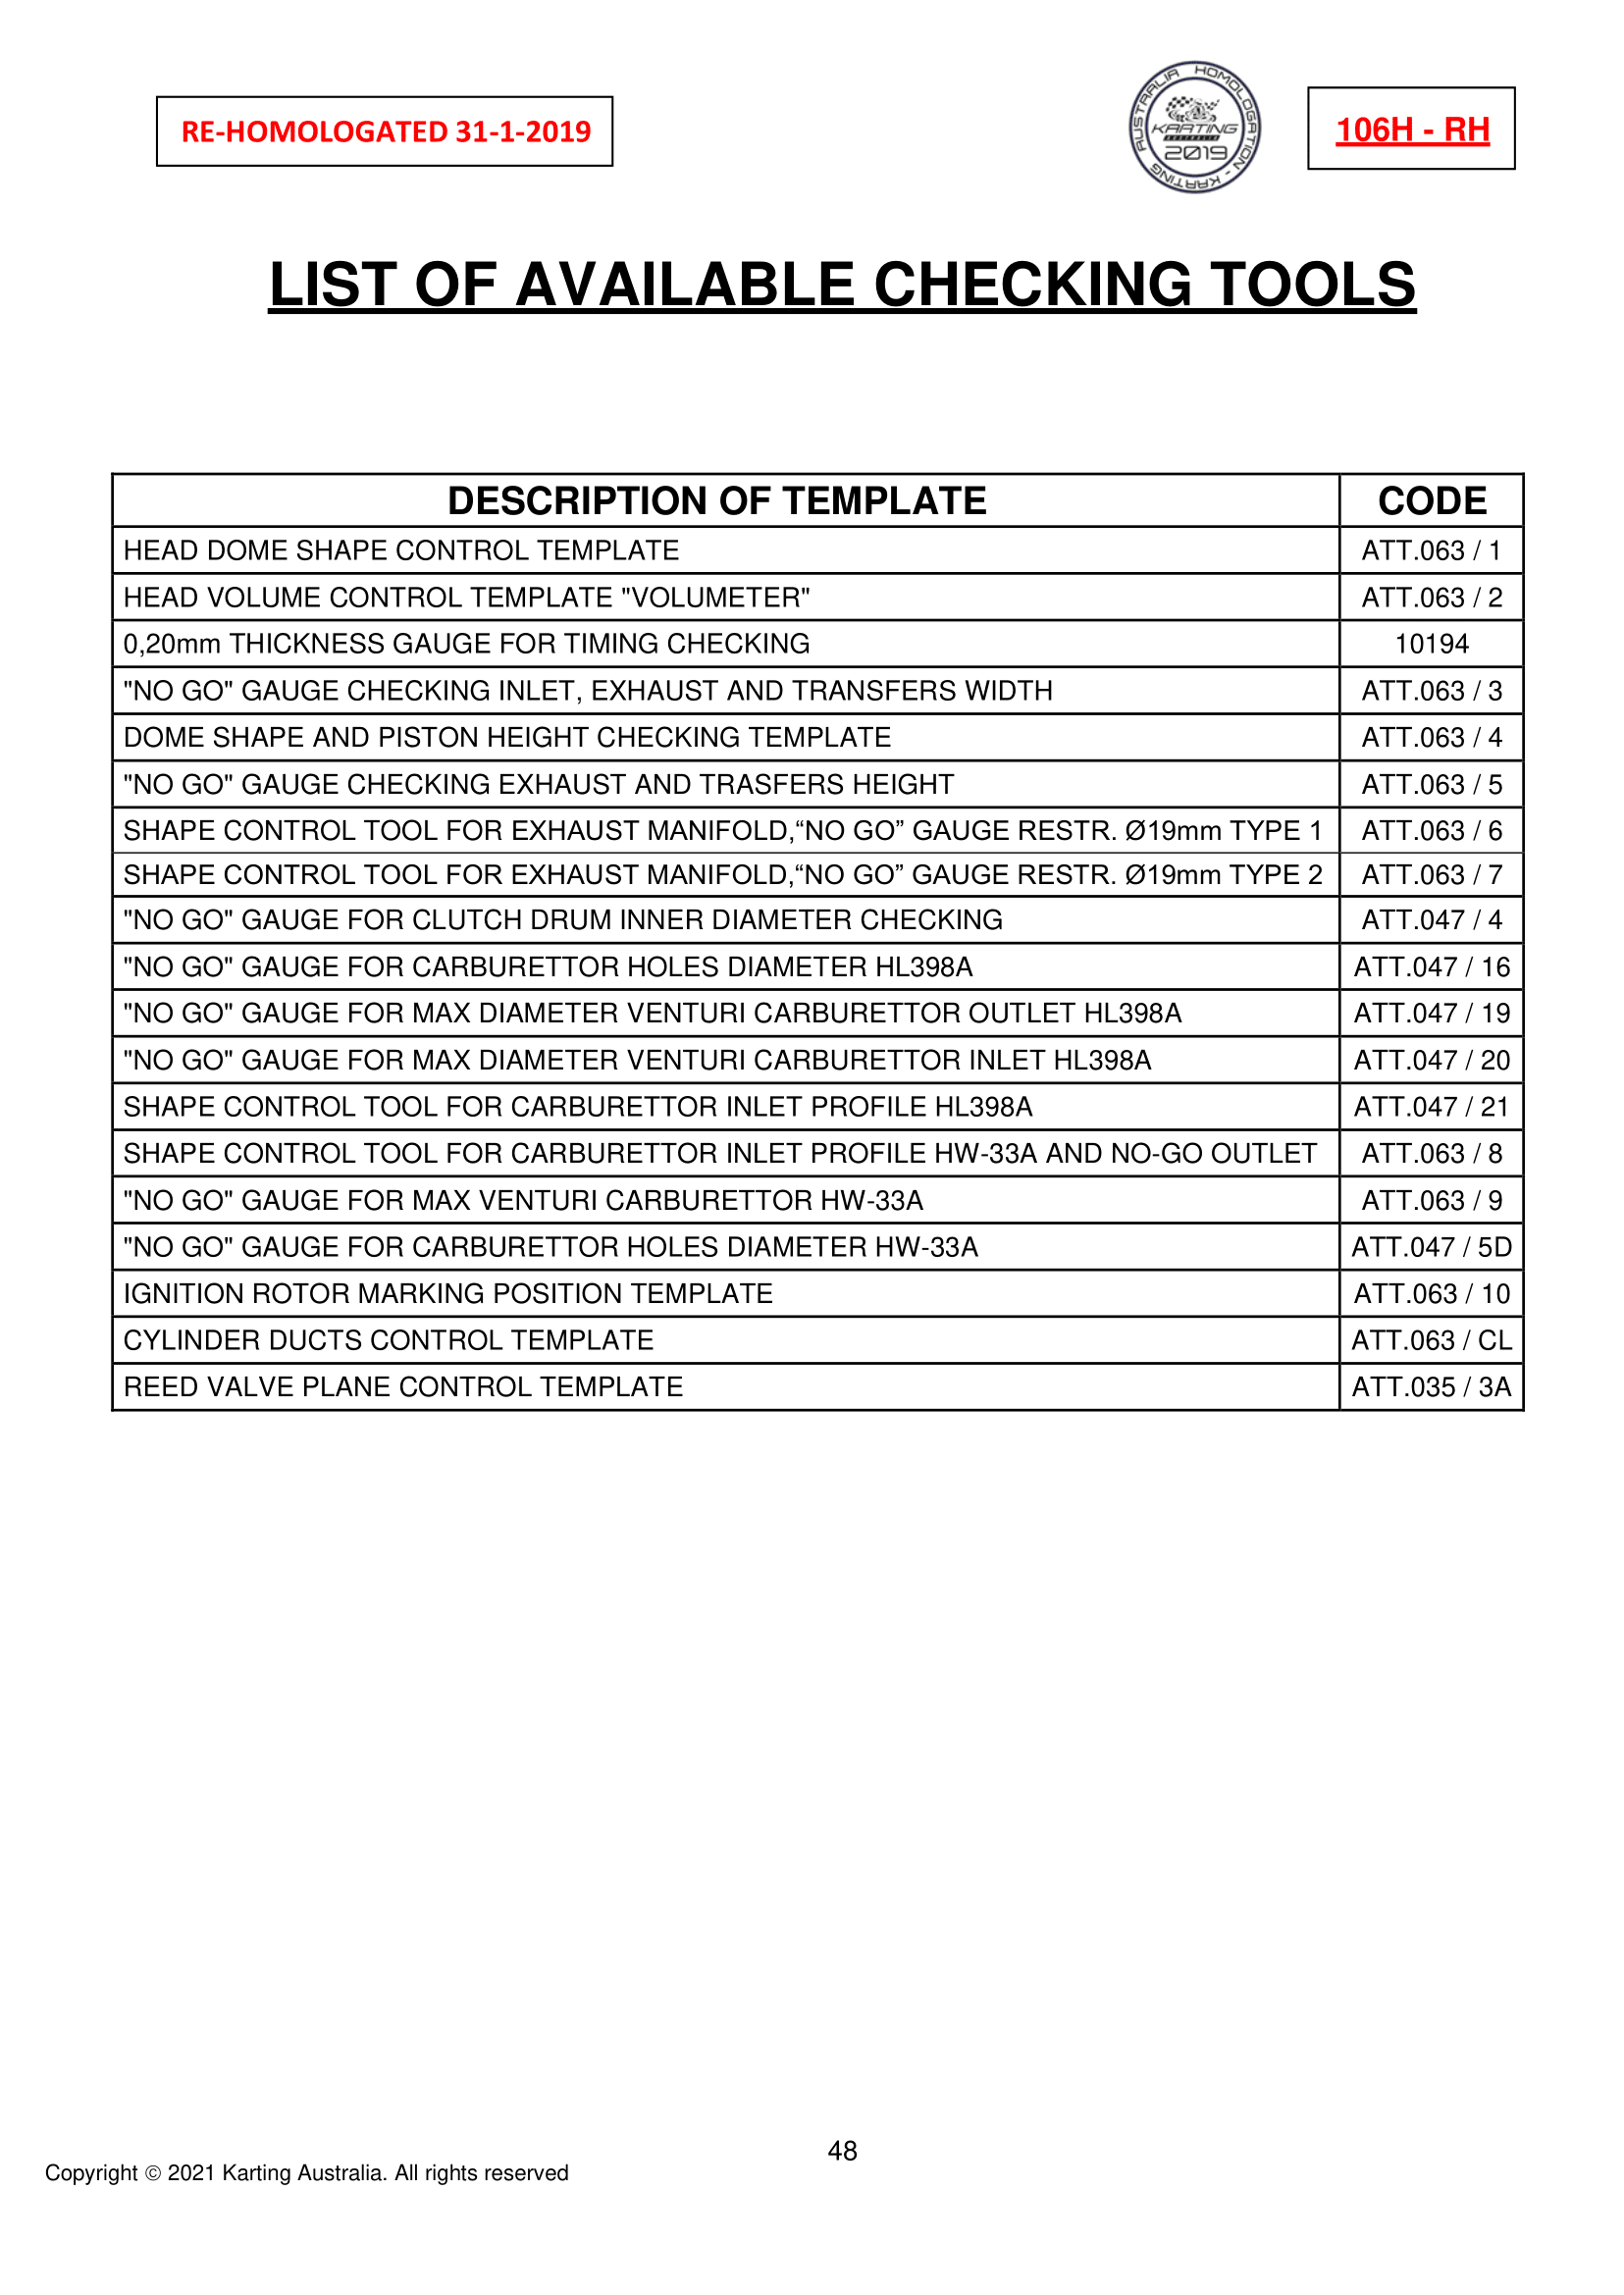 RE-HOMOLOGATED 31-1-2019
AUSTRALIA HOMOLOGATION - KARTING
KARTING
AUSTRALIA
2019
106H - RH
LIST OF AVAILABLE CHECKING TOOLS
DESCRIPTION OF TEMPLATE CODE
HEAD DOME SHAPE CONTROL TEMPLATE ATT.063 / 1
HEAD VOLUME CONTROL TEMPLATE "VOLUMETER" ATT.063 / 2
0,20mm THICKNESS GAUGE FOR TIMING CHECKING 10194
"NO GO" GAUGE CHECKING INLET, EXHAUST AND TRANSFERS WIDTH ATT.063 / 3
DOME SHAPE AND PISTON HEIGHT CHECKING TEMPLATE ATT.063 / 4
"NO GO" GAUGE CHECKING EXHAUST AND TRASFERS HEIGHT ATT.063 / 5
SHAPE CONTROL TOOL FOR EXHAUST MANIFOLD,“NO GO” GAUGE RESTR. Ø19mm TYPE 1 ATT.063 / 6
SHAPE CONTROL TOOL FOR EXHAUST MANIFOLD,“NO GO” GAUGE RESTR. Ø19mm TYPE 2 ATT.063 / 7
"NO GO" GAUGE FOR CLUTCH DRUM INNER DIAMETER CHECKING ATT.047 / 4
"NO GO" GAUGE FOR CARBURETTOR HOLES DIAMETER HL398A ATT.047 / 16
"NO GO" GAUGE FOR MAX DIAMETER VENTURI CARBURETTOR OUTLET HL398A ATT.047 / 19
"NO GO" GAUGE FOR MAX DIAMETER VENTURI CARBURETTOR INLET HL398A ATT.047 / 20
SHAPE CONTROL TOOL FOR CARBURETTOR INLET PROFILE HL398A ATT.047 / 21
SHAPE CONTROL TOOL FOR CARBURETTOR INLET PROFILE HW-33A AND NO-GO OUTLET ATT.063 / 8
"NO GO" GAUGE FOR MAX VENTURI CARBURETTOR HW-33A ATT.063 / 9
"NO GO" GAUGE FOR CARBURETTOR HOLES DIAMETER HW-33A ATT.047 / 5D
IGNITION ROTOR MARKING POSITION TEMPLATE ATT.063 / 10
CYLINDER DUCTS CONTROL TEMPLATE ATT.063 / CL
REED VALVE PLANE CONTROL TEMPLATE ATT.035 / 3A
48
Copyright © 2021 Karting Australia. All rights reserved